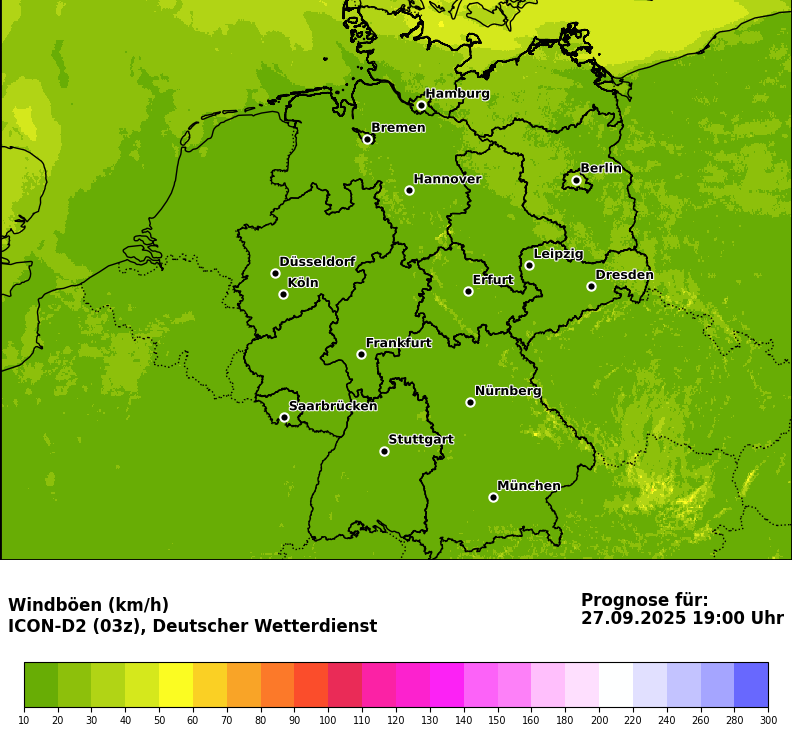 Hamburg
Bremen
Berlin
Hannover
Leipzig
Düsseldorf
Dresden
Köln
Erfurt
Frankfurt
Nürnberg
Saarbrücken
Stuttgart
München
Windböen (km/h)
ICON-D2 (03z), Deutscher Wetterdienst
Prognose für:
27.09.2025 19:00 Uhr
10 20 30 40 50 60 70 80 90 100 110 120 130 140 150 160 180 200 220 240 260 280 300